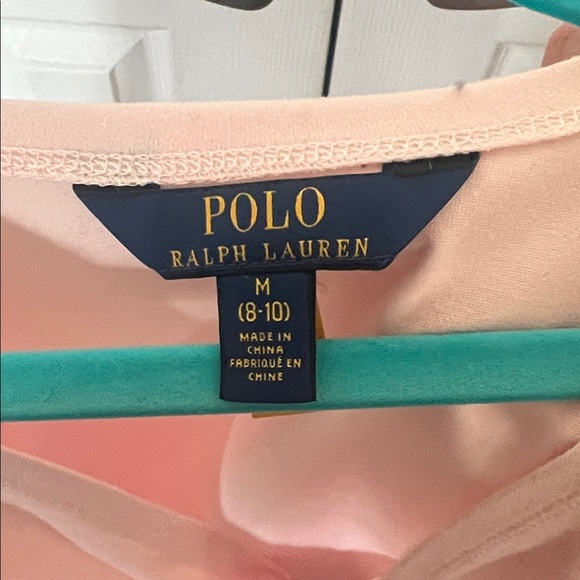 POLO
RALPH LAUREN
M
(8-10)
MADE IN
CHINA
FABRIQUÉ EN
CHINE